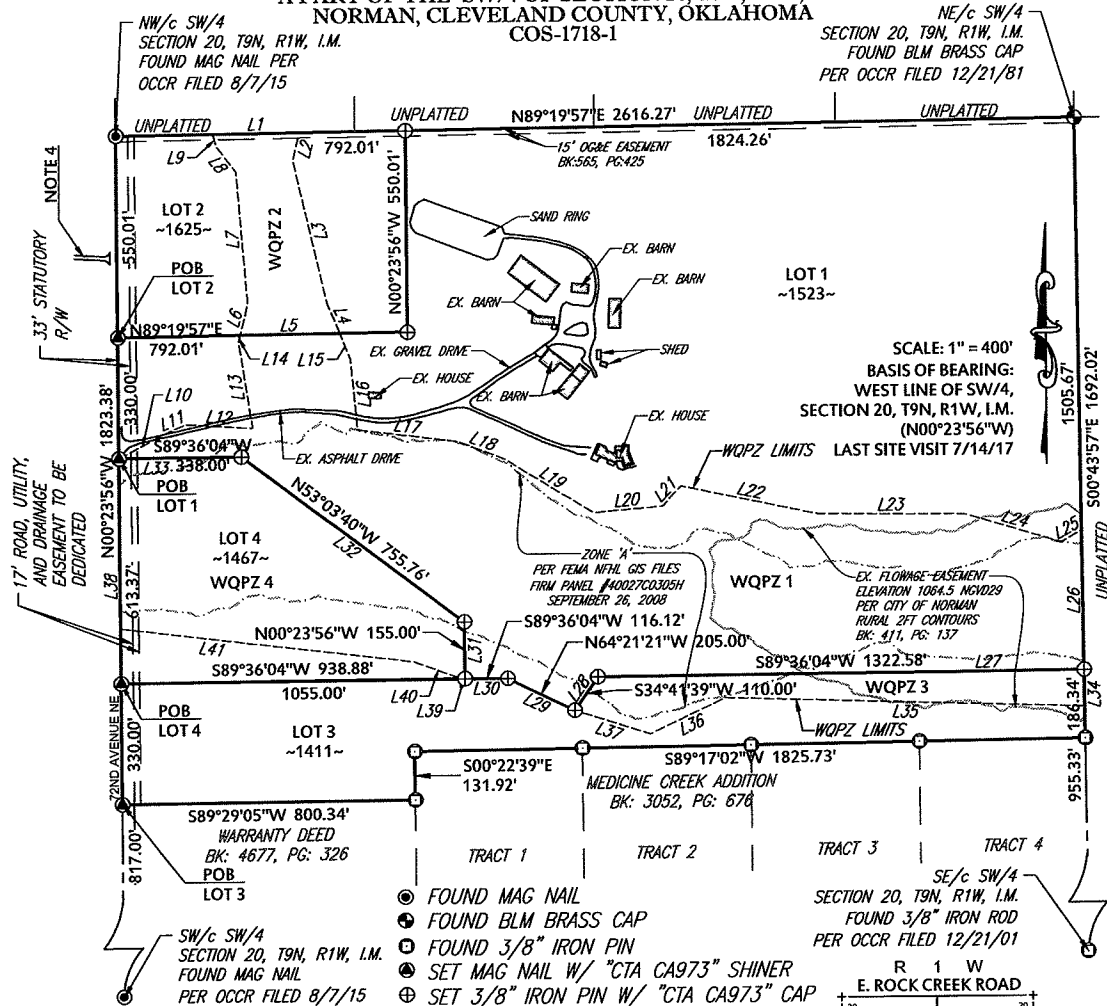 NORMAN, CLEVELAND COUNTY, OKLAHOMA
COS-1718-1
NW/c SW/4
SECTION 20, T9N, R1W, I.M.
FOUND MAG NAIL PER
OCCR FILED 8/7/15
NE/c SW/4
SECTION 20, T9N, R1W, I.M.
FOUND BLM BRASS CAP
PER OCCR FILED 12/21/81
UNPLATTED
L1
UNPLATTED
N89°19'57"E 2616.27'
UNPLATTED
UNPLATTED
L9
L8
L2
792.01'
15' OG&E EASEMENT
BK:565, PG:425
1824.26'
NOTE 4
550.01'
LOT 2
~1625~
L7
WQPZ 2
L3
N00°23'56"W 550.01'
SAND RING
EX. BARN
EX. BARN
EX. BARN
LOT 1
~1523~
POB
LOT 2
33' STATUTORY
R/W
N89°19'57"E
792.01'
L6
L5
L4
L14
L15
EX. GRAVEL DRIVE
SHED
L16
EX. HOUSE
EX. BARN
L13
L10
L11
L12
330.00'
N00°23'56"W 1823.38'
S89°36'04"W
338.00'
L33
EX. ASPHALT DRIVE
L17
L18
EX. HOUSE
SCALE: 1" = 400'
BASIS OF BEARING:
WEST LINE OF SW/4,
SECTION 20, T9N, R1W, I.M.
(N00°23'56"W)
LAST SITE VISIT 7/14/17
1505.67'
S00°43'57"E 1692.02'
UNPLATTED
POB
LOT 1
17' ROAD, UTILITY,
AND DRAINAGE
EASEMENT TO BE
DEDICATED
N53°03'40"W 755.76'
L32
L19
L20
L21
WQPZ LIMITS
L22
L23
L24
L25
L26
LOT 4
~1467~
WQPZ 4
L38
613.37'
ZONE 'A'
PER FEMA NFHL GIS FILES
FIRM PANEL #40027C0305H
SEPTEMBER 26, 2008
WQPZ 1
EX. FLOWAGE EASEMENT
ELEVATION 1064.5 NGVD29
PER CITY OF NORMAN
RURAL 2FT CONTOURS
BK: 411, PG: 137
N00°23'56"W 155.00'
S89°36'04"W 116.12'
N64°21'21"W 205.00'
L41
S89°36'04"W 938.88'
1055.00'
L40
L39
L30
L29
L28
S34°41'39"W 110.00'
S89°36'04"W 1322.58'
L27
WQPZ 3
L34
L35
L36
L37
WQPZ LIMITS
186.34'
POB
LOT 4
72ND AVENUE NE
330.00'
LOT 3
~1411~
S00°22'39"E
131.92'
S89°17'02"W 1825.73'
MEDICINE CREEK ADDITION
BK: 3052, PG: 676
955.33'
S89°29'05"W 800.34'
WARRANTY DEED
BK: 4677, PG: 326
817.00'
POB
LOT 3
TRACT 1
TRACT 2
TRACT 3
TRACT 4
SW/c SW/4
SECTION 20, T9N, R1W, I.M.
FOUND MAG NAIL
PER OCCR FILED 8/7/15
FOUND MAG NAIL
FOUND BLM BRASS CAP
FOUND 3/8" IRON PIN
SET MAG NAIL W/ "CTA CA973" SHINER
SET 3/8" IRON PIN W/ "CTA CA973" CAP
SE/c SW/4
SECTION 20, T9N, R1W, I.M.
FOUND 3/8" IRON ROD
PER OCCR FILED 12/21/01
R 1 W
E. ROCK CREEK ROAD